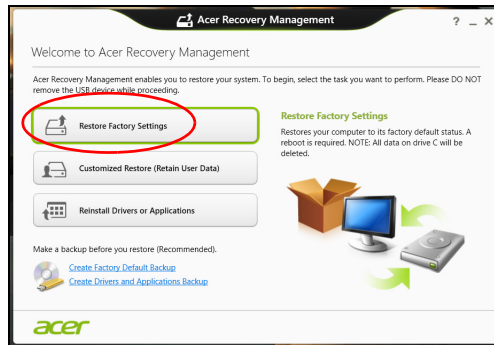 Acer Recovery Management
? _ X
Welcome to Acer Recovery Management
Acer Recovery Management enables you to restore your system. To begin, select the task you want to perform. Please DO NOT
remove the USB device while proceeding.
Restore Factory Settings
Customized Restore (Retain User Data)
Reinstall Drivers or Applications
Restore Factory Settings
Restores your computer to its factory default status. A
reboot is required. NOTE: All data on drive C will be
deleted.
Make a backup before you restore (Recommended).
Create Factory Default Backup
Create Drivers and Applications Backup
acer